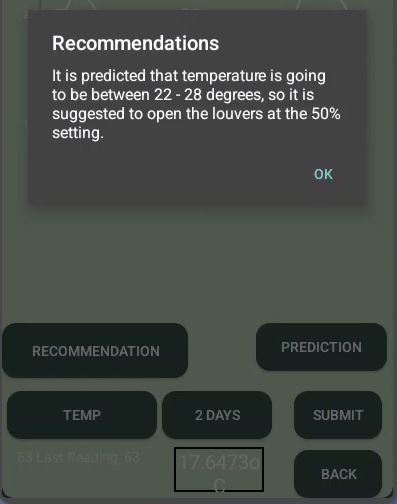 Recommendations
It is predicted that temperature is going
to be between 22 - 28 degrees, so it is
suggested to open the louvers at the 50%
setting.
OK
RECOMMENDATION
PREDICTION
TEMP
2 DAYS
SUBMIT
63 Last Reading, 63
17.6473o
C
BACK